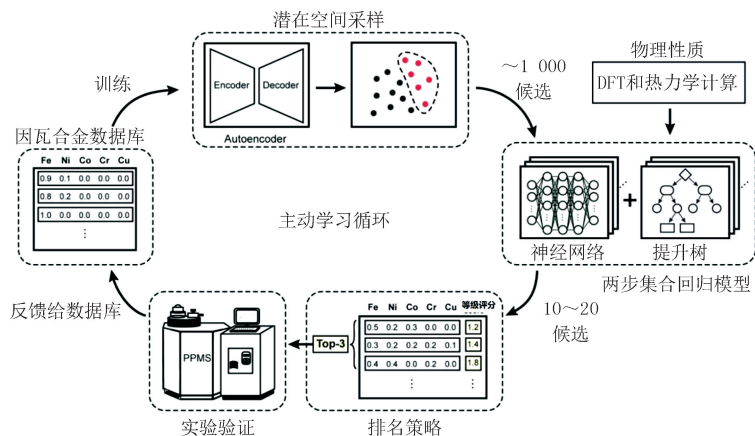 潜在空间采样
Encoder
Decoder
Autoencoder
训练
~1 000
候选
物理性质
DFT和热力学计算
因瓦合金数据库
Fe Ni Co Cr Cu
0.9 0.1 0.0 0.0 0.0
0.8 0.2 0.0 0.0 0.0
1.0 0.0 0.0 0.0 0.0
⋮
主动学习循环
+
神经网络
提升树
两步集合回归模型
反馈给数据库
10~20
候选
PPMS
实验验证
Top-3
Fe Ni Co Cr Cu 等级评分
0.5 0.2 0.3 0.0 0.0 1.2
0.3 0.2 0.2 0.2 0.1 1.4
0.4 0.4 0.0 0.2 0.0 1.8
⋮ ⋮
排名策略